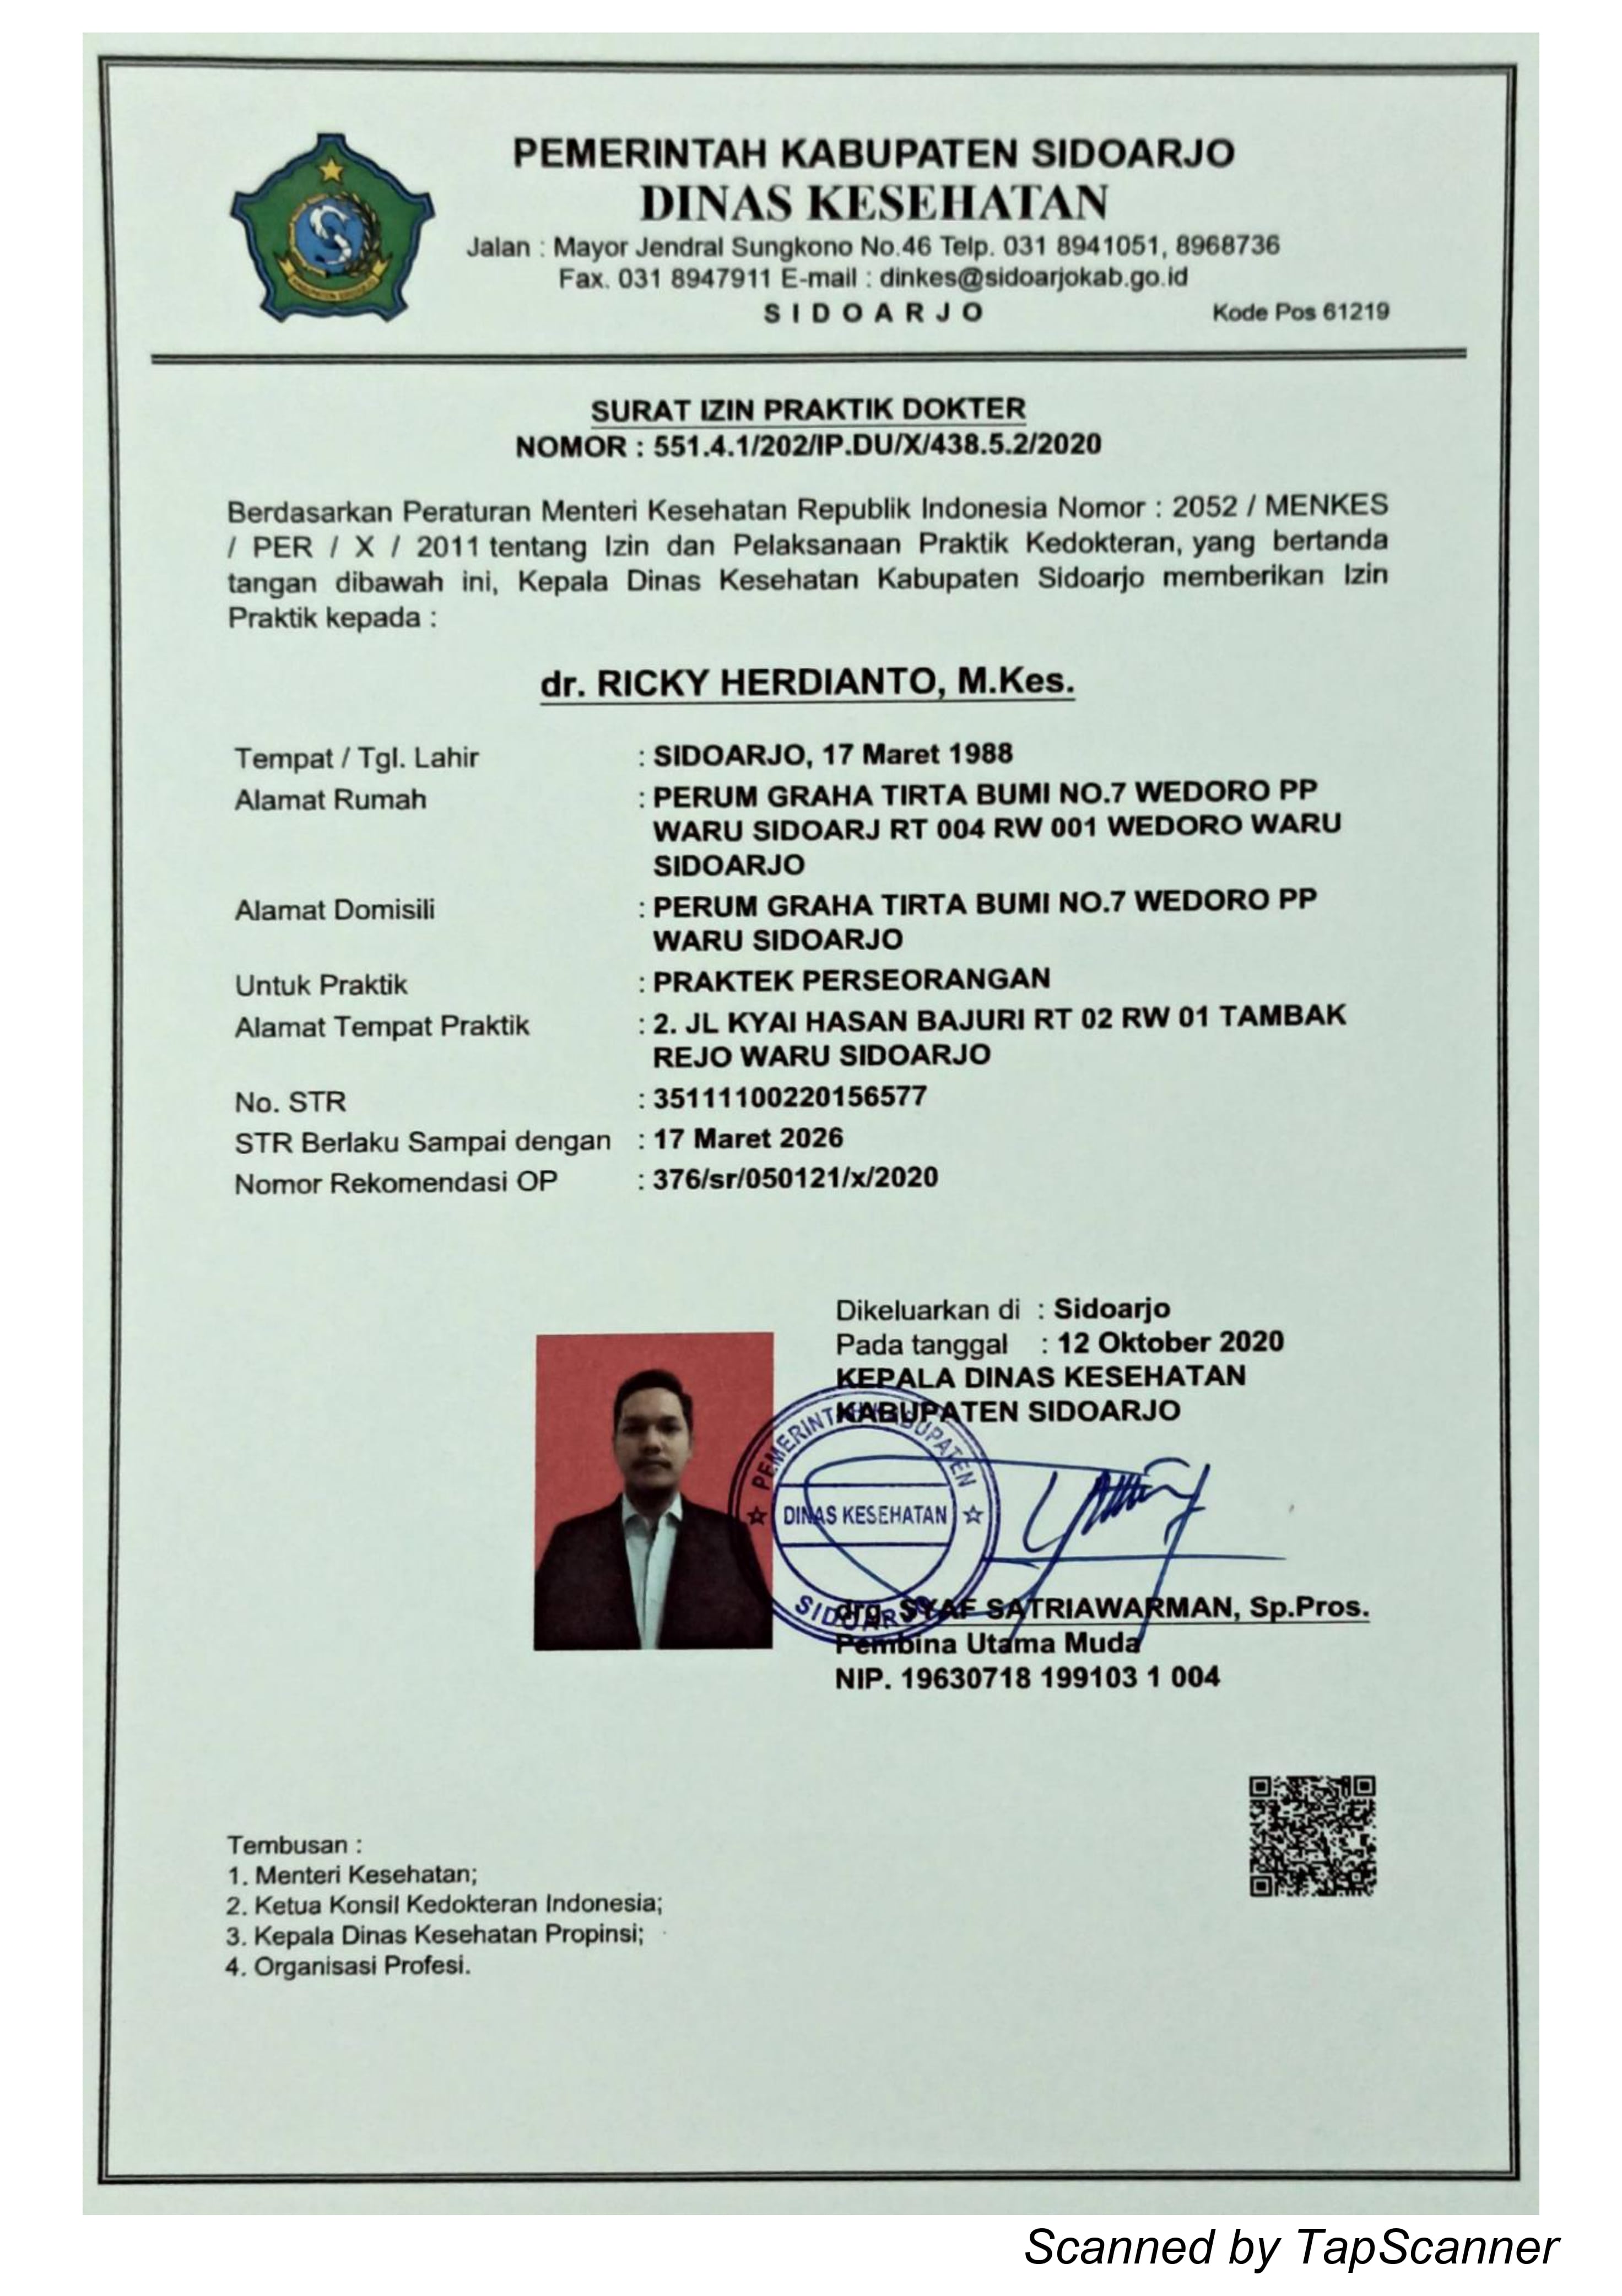 PEMERINTAH KABUPATEN SIDOARJO
DINAS KESEHATAN
Jalan : Mayor Jendral Sungkono No.46 Telp. 031 8941051, 8968736
Fax. 031 8947911 E-mail : dinkes@sidoarjokab.go.id
SIDOARJO Kode Pos 61219
KABUPATEN SIDOARJO
SURAT IZIN PRAKTIK DOKTER
NOMOR : 551.4.1/202/IP.DU/X/438.5.2/2020
Berdasarkan Peraturan Menteri Kesehatan Republik Indonesia Nomor : 2052 / MENKES
/ PER / X / 2011 tentang Izin dan Pelaksanaan Praktik Kedokteran, yang bertanda
tangan dibawah ini, Kepala Dinas Kesehatan Kabupaten Sidoarjo memberikan Izin
Praktik kepada :
dr. RICKY HERDIANTO, M.Kes.
Tempat / Tgl. Lahir : SIDOARJO, 17 Maret 1988
Alamat Rumah : PERUM GRAHA TIRTA BUMI NO.7 WEDORO PP
WARU SIDOARJ RT 004 RW 001 WEDORO WARU
SIDOARJO
Alamat Domisili : PERUM GRAHA TIRTA BUMI NO.7 WEDORO PP
WARU SIDOARJO
Untuk Praktik : PRAKTEK PERSEORANGAN
Alamat Tempat Praktik : 2. JL KYAI HASAN BAJURI RT 02 RW 01 TAMBAK
REJO WARU SIDOARJO
No. STR : 35111100220156577
STR Berlaku Sampai dengan : 17 Maret 2026
Nomor Rekomendasi OP : 376/sr/050121/x/2020
Dikeluarkan di : Sidoarjo
Pada tanggal : 12 Oktober 2020
KEPALA DINAS KESEHATAN
KABUPATEN SIDOARJO
PEMERINTAH KABUPATEN
DINAS KESEHATAN
SIDOARJO
drg. SYAF SATRIAWARMAN, Sp.Pros.
Pembina Utama Muda
NIP. 19630718 199103 1 004
Tembusan :
1. Menteri Kesehatan;
2. Ketua Konsil Kedokteran Indonesia;
3. Kepala Dinas Kesehatan Propinsi;
4. Organisasi Profesi.
Scanned by TapScanner